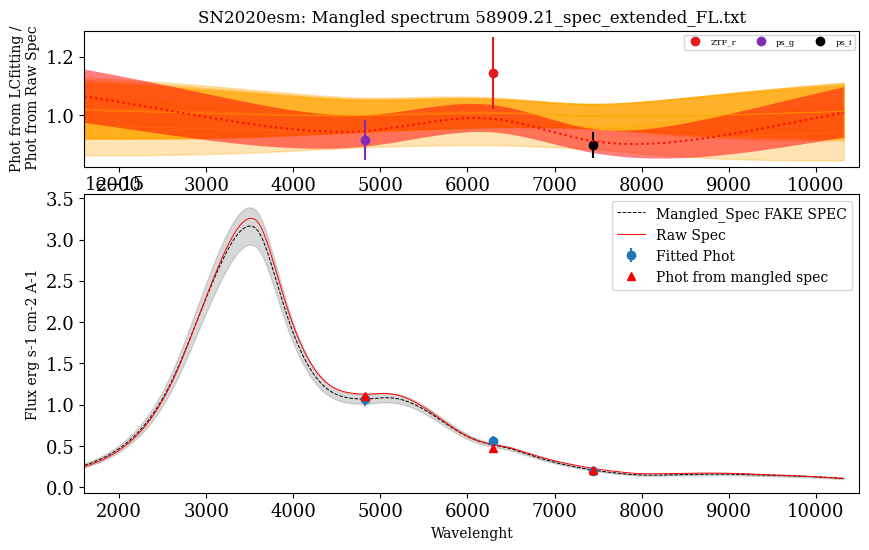 SN2020esm: Mangled spectrum 58909.21_spec_extended_FL.txt
Phot from LCfitting /
Phot from Raw Spec
1.2
1.0
ZTF_r ps_g ps_i
2000 3000 4000 5000 6000 7000 8000 9000 10000
1e−15
3.5
3.0
2.5
2.0
1.5
1.0
0.5
0.0
Flux erg s-1 cm-2 A-1
Mangled_Spec FAKE SPEC
Raw Spec
Fitted Phot
Phot from mangled spec
2000 3000 4000 5000 6000 7000 8000 9000 10000
Wavelenght